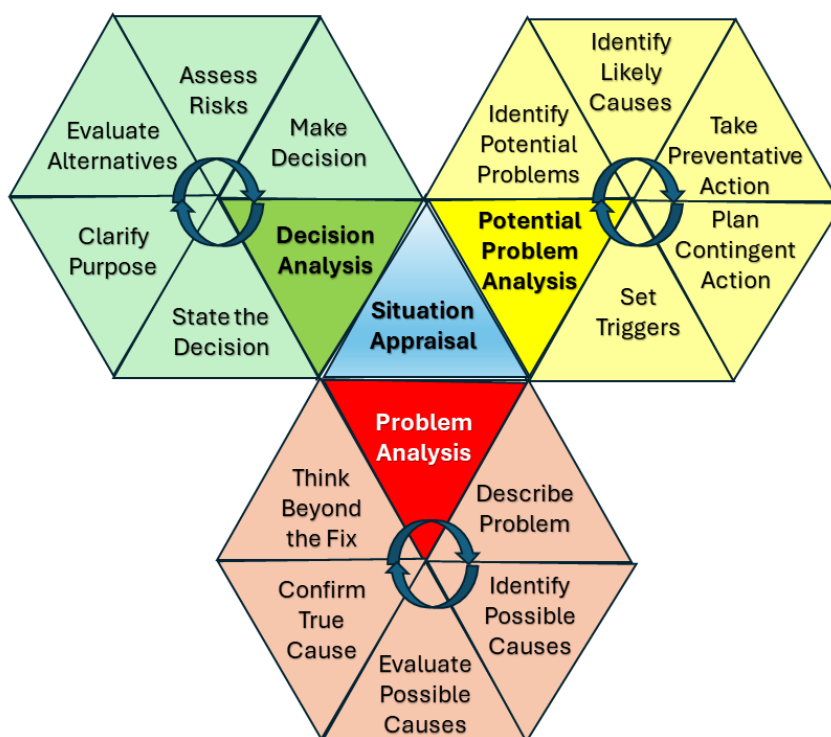 Assess
Risks
Evaluate
Alternatives
Make
Decision
Clarify
Purpose
State the
Decision
Decision
Analysis
Identify
Likely
Causes
Identify
Potential
Problems
Take
Preventative
Action
Plan
Contingent
Action
Set
Triggers
Potential
Problem
Analysis
Situation
Appraisal
Problem
Analysis
Think
Beyond
the Fix
Describe
Problem
Confirm
True
Cause
Identify
Possible
Causes
Evaluate
Possible
Causes